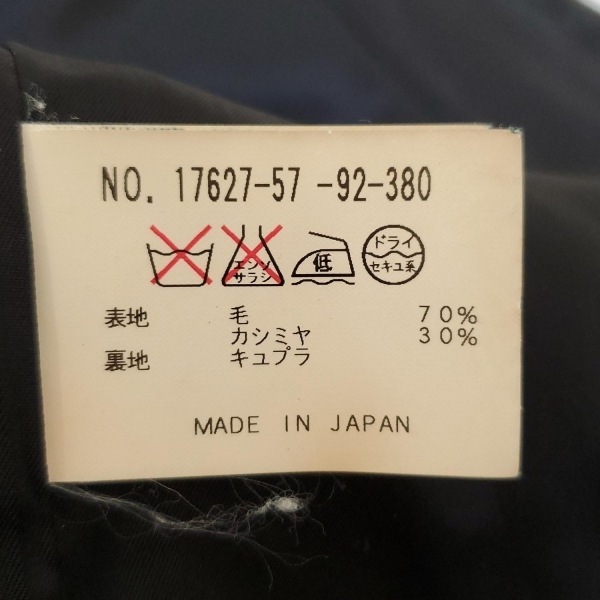 NO. 17627-57 -92-380
エンソ サラシ
低
ドライ
セキユ系
表地 毛 70%
カシミヤ 30%
裏地 キュプラ
MADE IN JAPAN